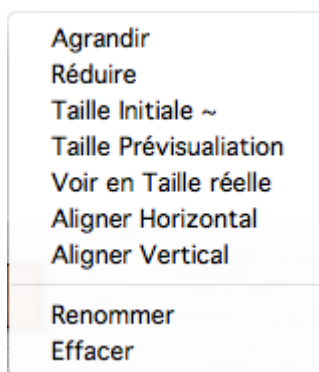 Agrandir
Réduire
Taille Initiale ~
Taille Prévisualiation
Voir en Taille réelle
Aligner Horizontal
Aligner Vertical
Renommer
Effacer